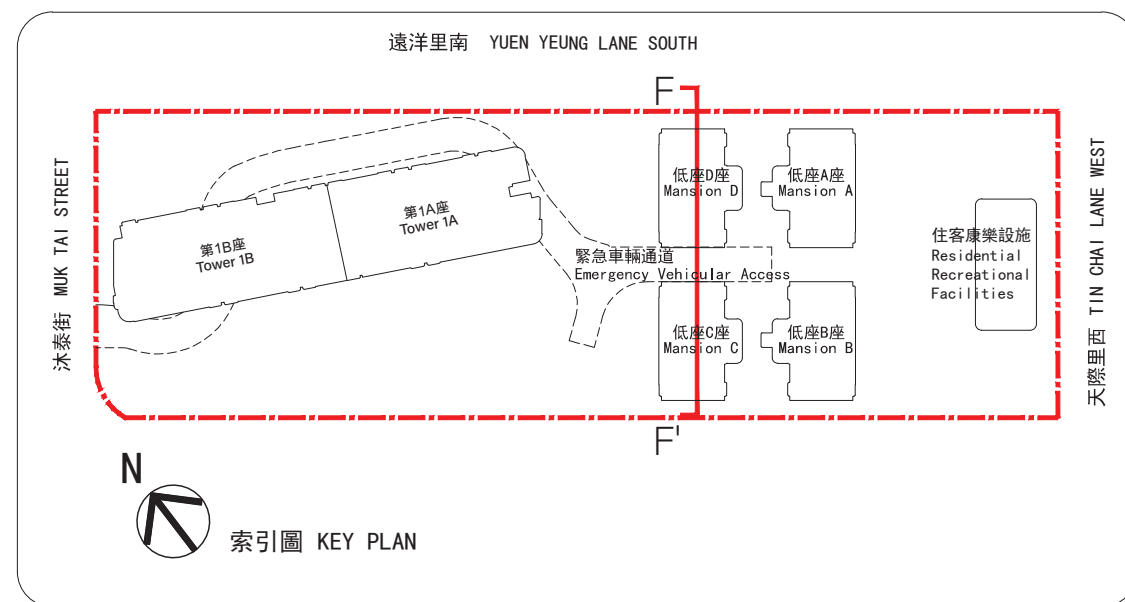 遠洋里南 YUEN YEUNG LANE SOUTH
F
沐泰街 MUK TAI STREET
第1B座
Tower 1B
第1A座
Tower 1A
低座D座
Mansion D
低座A座
Mansion A
緊急車輛通道
Emergency Vehicular Access
低座C座
Mansion C
低座B座
Mansion B
住客康樂設施
Residential
Recreational
Facilities
天際里西 TIN CHAI LANE WEST
F'
N
索引圖 KEY PLAN